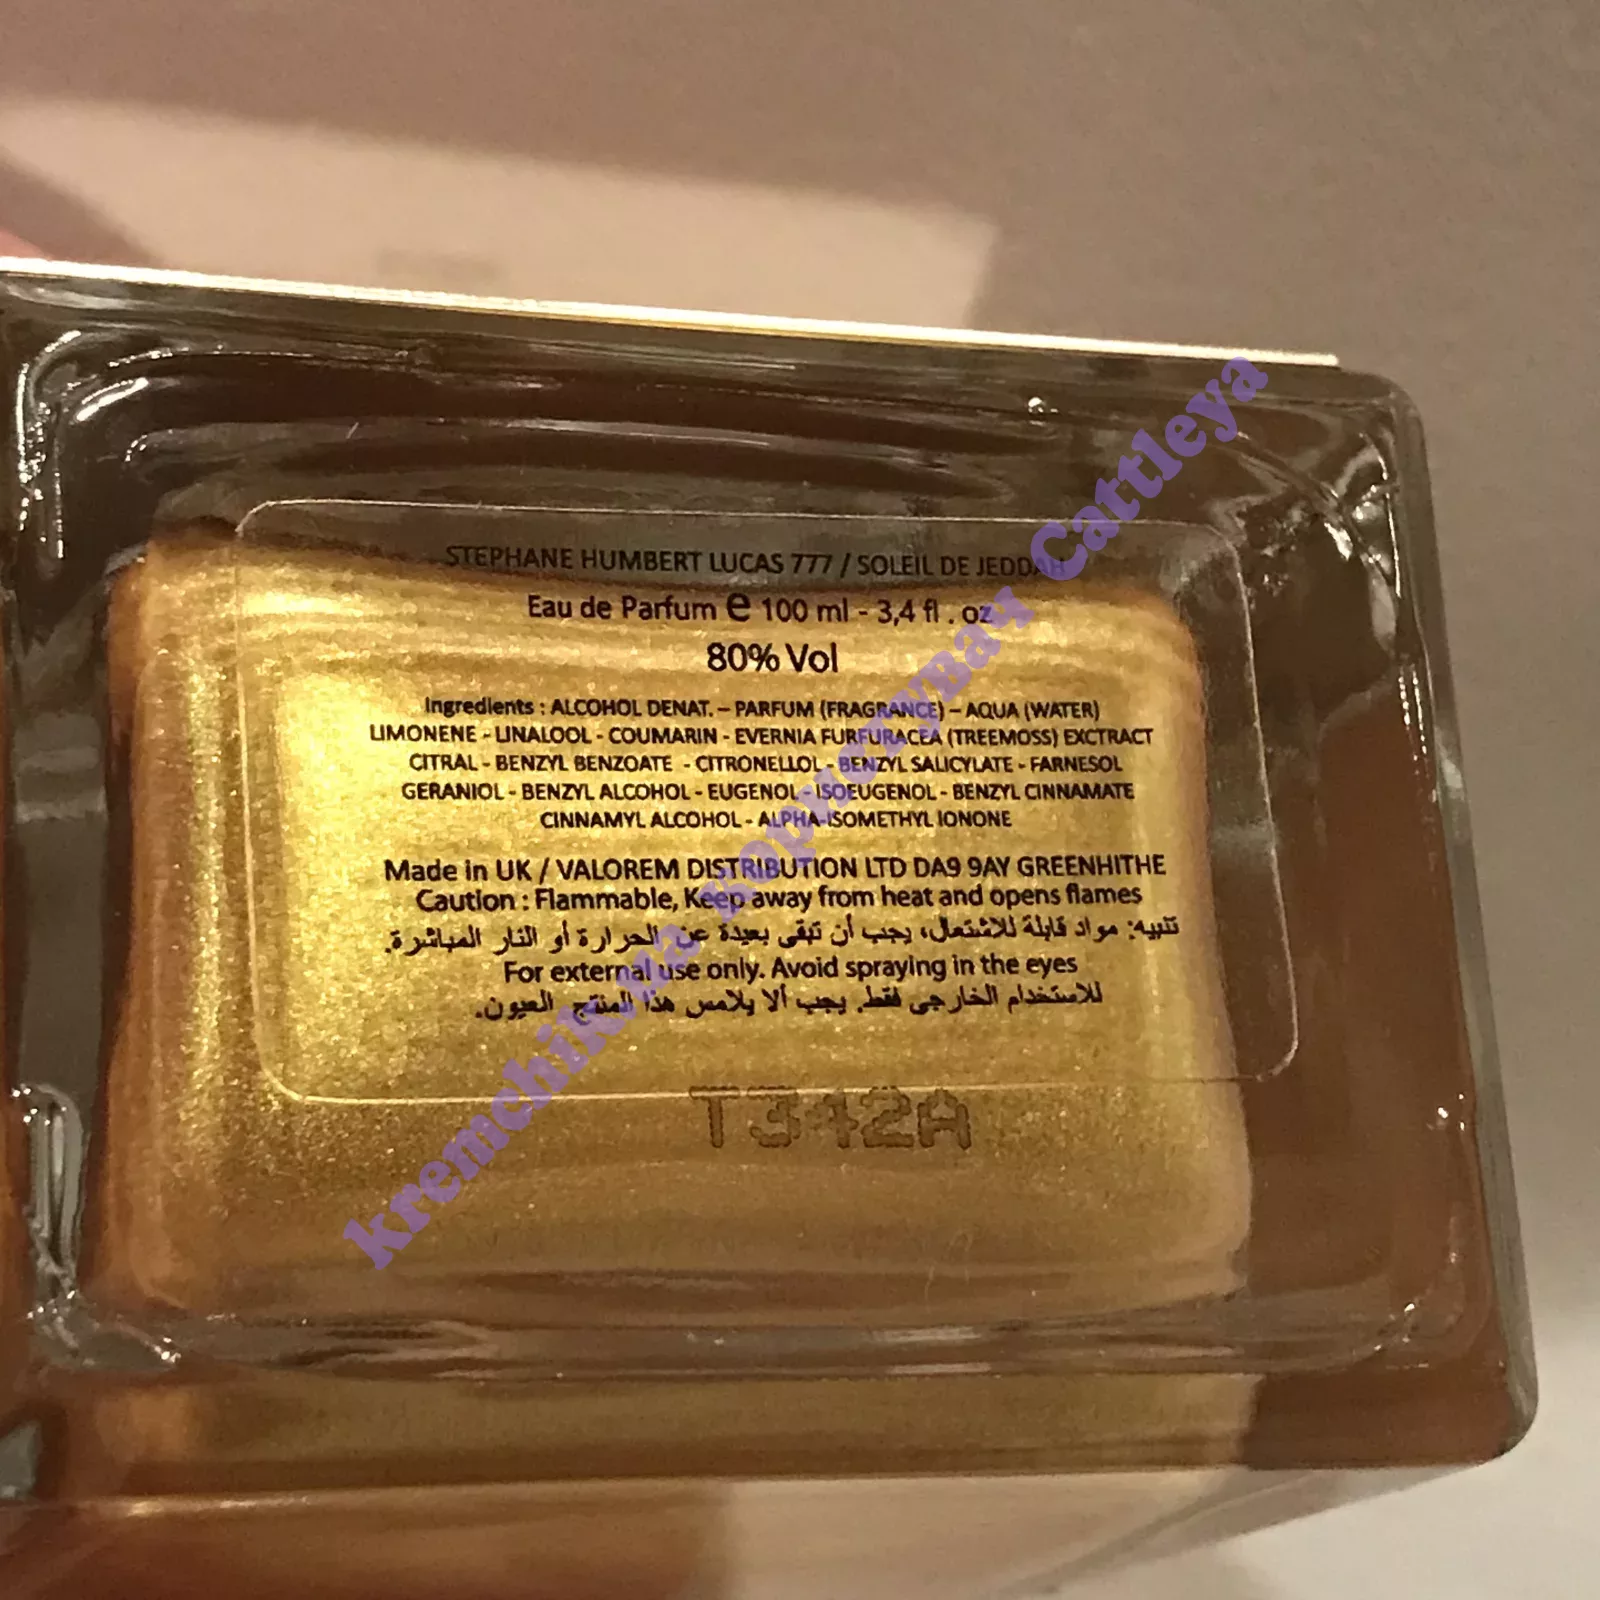 STEPHANE HUMBERT LUCAS 777 / SOLEIL DE JEDDAH
Eau de Parfum e 100 ml - 3,4 fl . oz
80% Vol
Ingredients : ALCOHOL DENAT. – PARFUM (FRAGRANCE) – AQUA (WATER)
LIMONENE - LINALOOL - COUMARIN - EVERNIA FURFURACEA (TREEMOSS) EXCTRACT
CITRAL - BENZYL BENZOATE - CITRONELLOL - BENZYL SALICYLATE - FARNESOL
GERANIOL - BENZYL ALCOHOL - EUGENOL - ISOEUGENOL - BENZYL CINNAMATE
CINNAMYL ALCOHOL - ALPHA-ISOMETHYL IONONE
Made in UK / VALOREM DISTRIBUTION LTD DA9 9AY GREENHITHE
Caution : Flammable, Keep away from heat and opens flames
تنبيه: مواد قابلة للاشتعال، يجب أن تبقى بعيدة عن الحرارة أو النار المباشرة.
For external use only. Avoid spraying in the eyes
للاستخدام الخارجي فقط. يجب ألا يلامس هذا المنتج العيون.
T342A
Cattleya